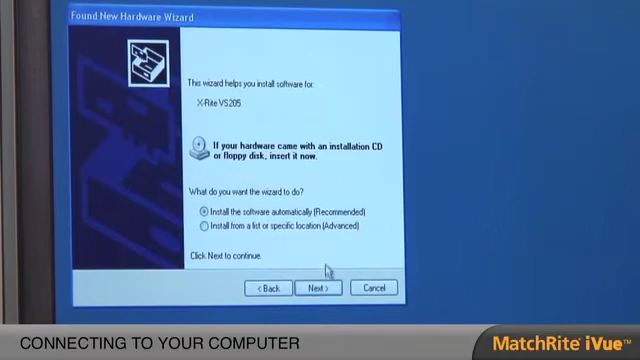 Found New Hardware Wizard
This wizard helps you install software for:
X-Rite VS205
If your hardware came with an installation CD
or floppy disk, insert it now.
What do you want the wizard to do?
Install the software automatically (Recommended)
Install from a list or specific location (Advanced)
Click Next to continue.
< Back
Next >
Cancel
CONNECTING TO YOUR COMPUTER
MatchRite® iVue™